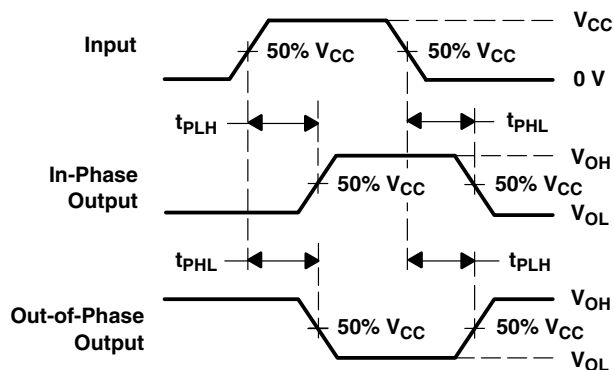 V_CC
Input
50% V_CC
50% V_CC
0 V
t_PLH
t_PHL
V_OH
In-Phase
Output
50% V_CC
50% V_CC
V_OL
t_PHL
t_PLH
V_OH
Out-of-Phase
Output
50% V_CC
50% V_CC
V_OL